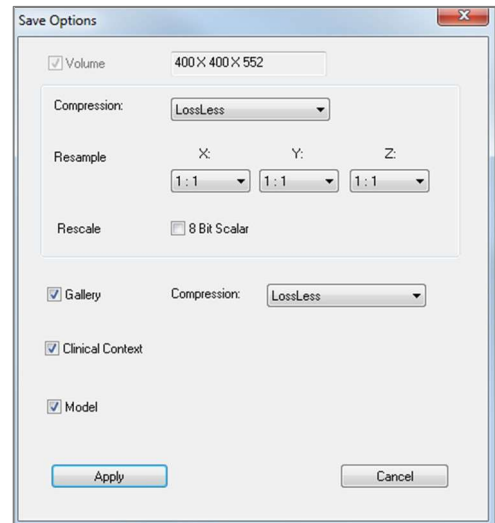 Save Options
Volume 400 X 400 X 552
Compression: LossLess
X: Y: Z:
Resample 1 : 1 1 : 1 1 : 1
Rescale 8 Bit Scalar
Gallery Compression: LossLess
Clinical Context
Model
Apply Cancel